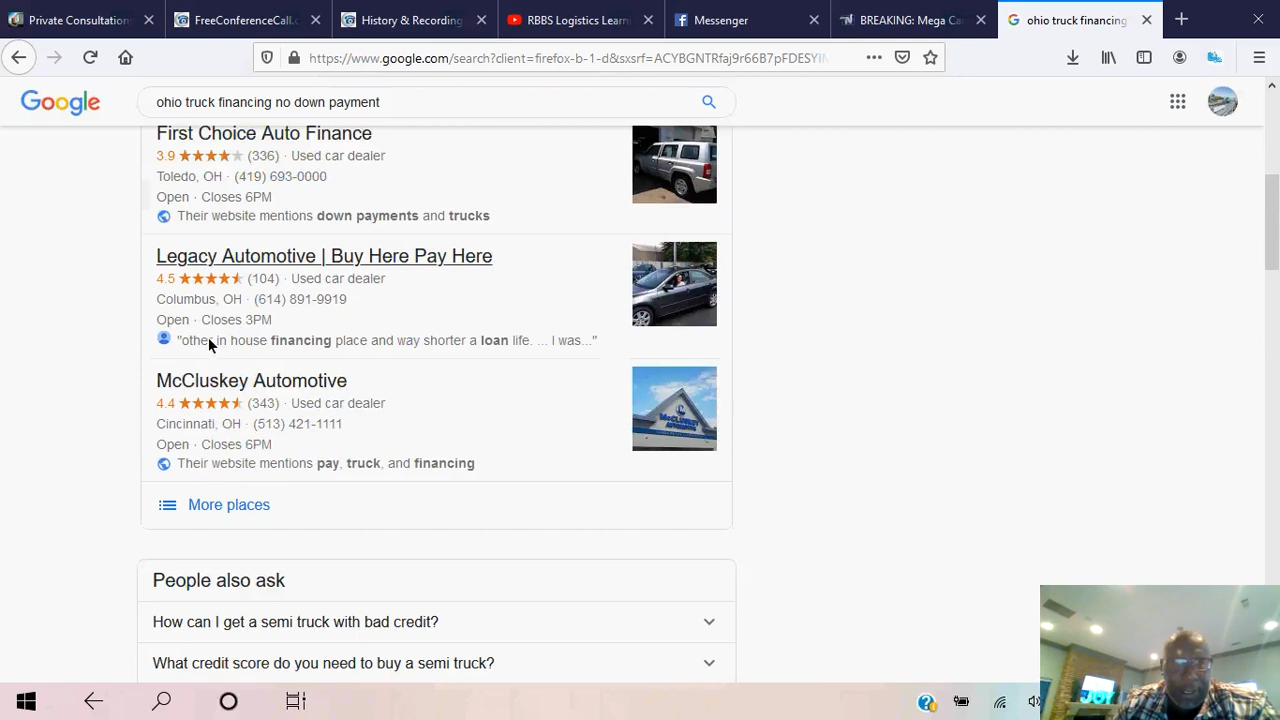 Private Consultation
FreeConferenceCall.c
History & Recording
RBBS Logistics Learn
Messenger
BREAKING: Mega Ca
ohio truck financing
https://www.google.com/search?client=firefox-b-1-d&sxsrf=ACYBGNTRfaj9r66B7pFDESYIN
Google
ohio truck financing no down payment
First Choice Auto Finance
3.9 (336) · Used car dealer
Toledo, OH · (419) 693-0000
Open · Closes 6PM
Their website mentions down payments and trucks
Legacy Automotive | Buy Here Pay Here
4.5 (104) · Used car dealer
Columbus, OH · (614) 891-9919
Open · Closes 3PM
"other in house financing place and way shorter a loan life. ... I was..."
McCluskey Automotive
4.4 (343) · Used car dealer
Cincinnati, OH · (513) 421-1111
Open · Closes 6PM
Their website mentions pay, truck, and financing
McCLUSKEY
More places
People also ask
How can I get a semi truck with bad credit?
What credit score do you need to buy a semi truck?
JOY